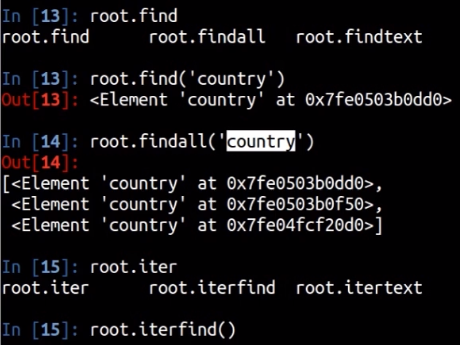 In [13]: root.find
root.find root.findall root.findtext
In [13]: root.find('country')
Out[13]: <Element 'country' at 0x7fe0503b0dd0>
In [14]: root.findall('country')
Out[14]:
[<Element 'country' at 0x7fe0503b0dd0>,
<Element 'country' at 0x7fe0503b0f50>,
<Element 'country' at 0x7fe04fcf20d0>]
In [15]: root.iter
root.iter root.iterfind root.itertext
In [15]: root.iterfind()